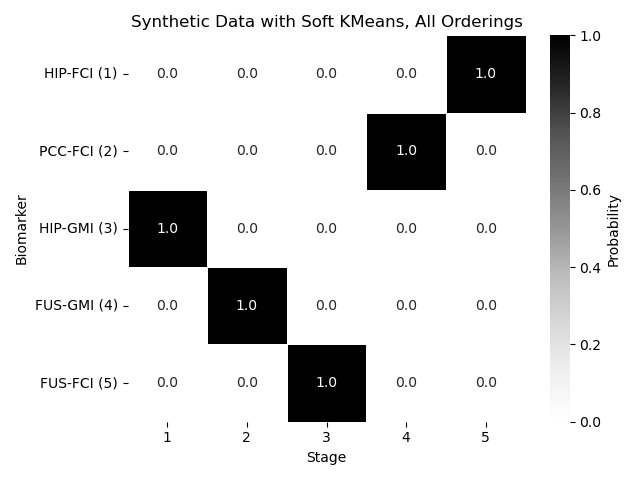 Synthetic Data with Soft KMeans, All Orderings
HIP-FCI (1) 0.0 0.0 0.0 0.0 1.0
PCC-FCI (2) 0.0 0.0 0.0 1.0 0.0
HIP-GMI (3) 1.0 0.0 0.0 0.0 0.0
FUS-GMI (4) 0.0 1.0 0.0 0.0 0.0
FUS-FCI (5) 0.0 0.0 1.0 0.0 0.0
1 2 3 4 5
Stage
Biomarker
1.0
0.8
0.6
0.4
0.2
0.0
Probability